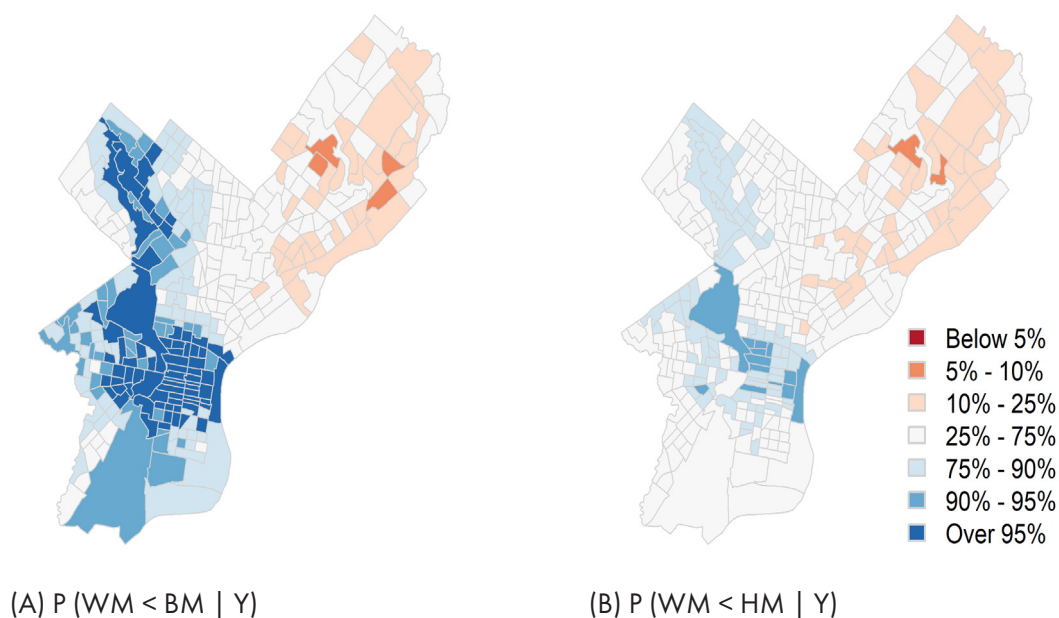 Below 5%
5% - 10%
10% - 25%
25% - 75%
75% - 90%
90% - 95%
Over 95%
(A) P (WM < BM | Y)
(B) P (WM < HM | Y)